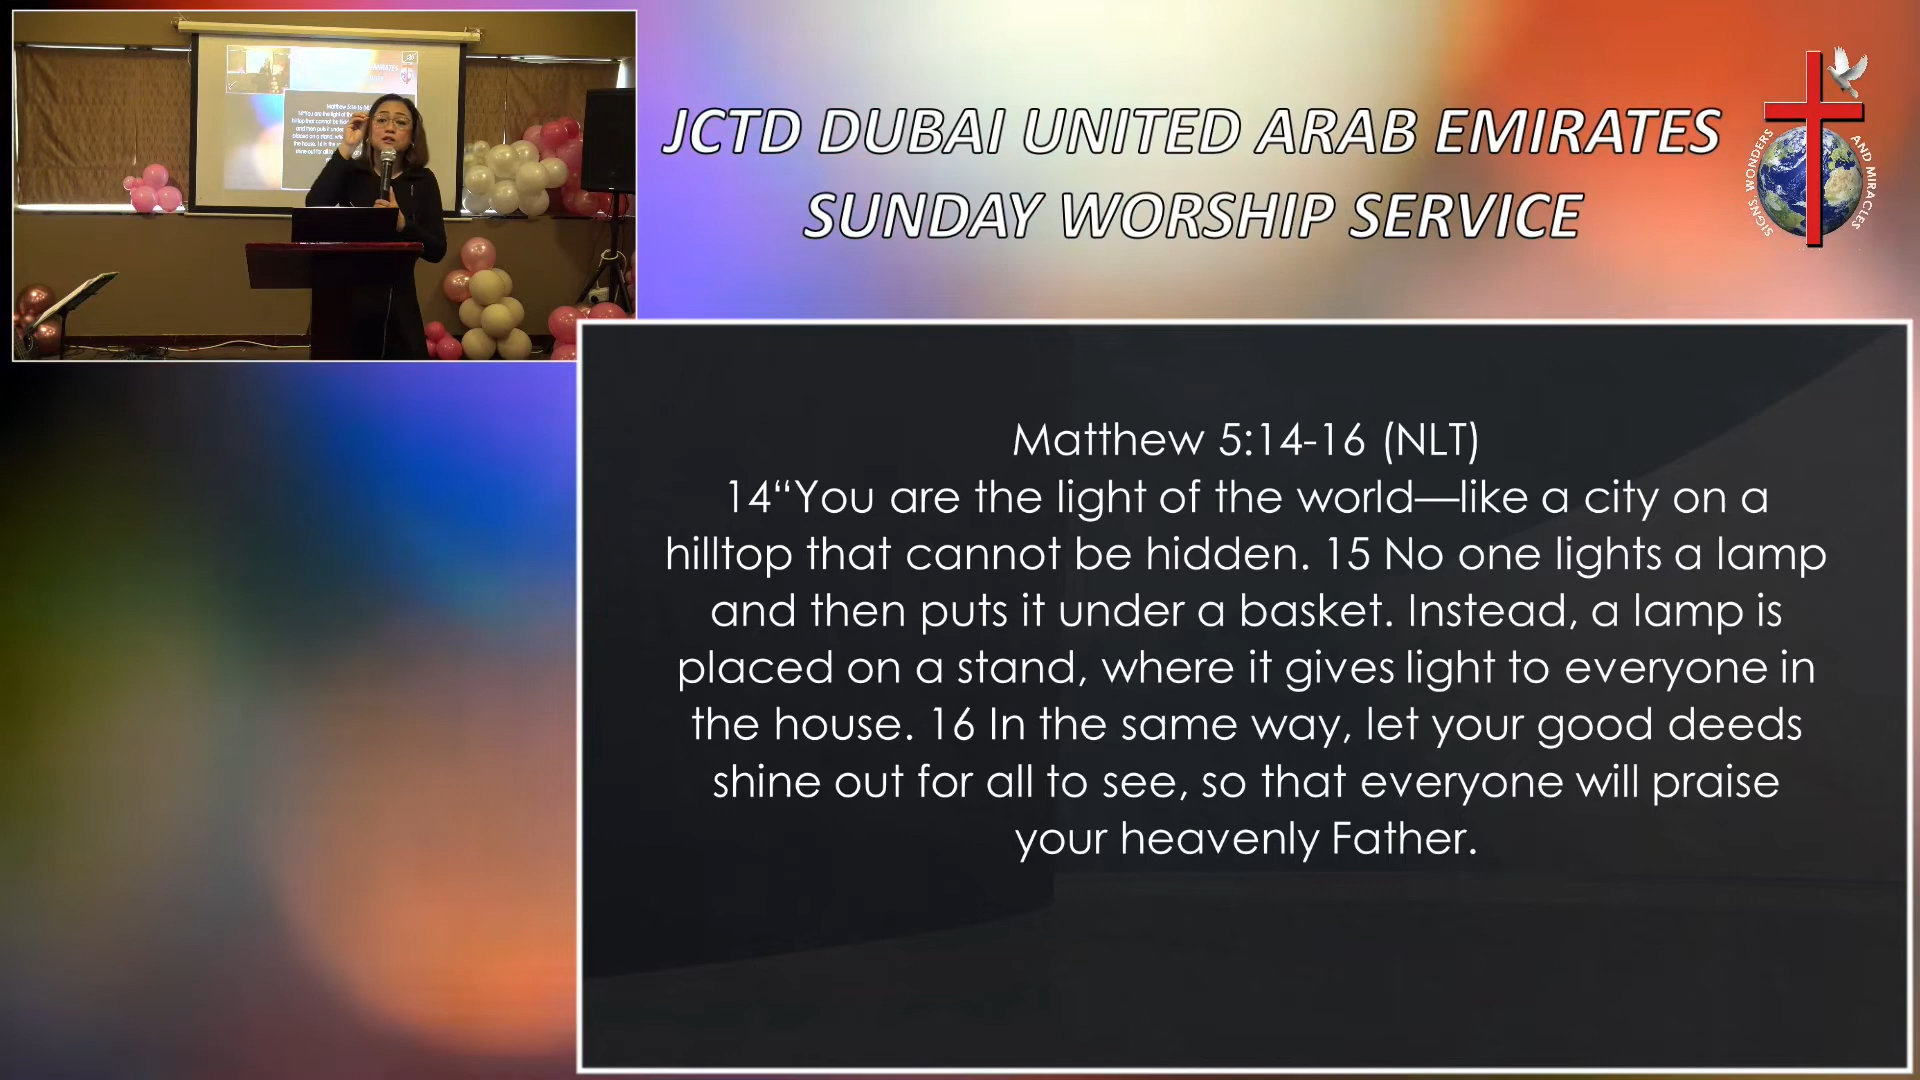 JCTD DUBAI UNITED ARAB EMIRATES
SUNDAY WORSHIP SERVICE
SIGNS WONDERS
AND MIRACLES
Matthew 5:14-16 (NLT)
14“You are the light of the world—like a city on a
hilltop that cannot be hidden. 15 No one lights a lamp
and then puts it under a basket. Instead, a lamp is
placed on a stand, where it gives light to everyone in
the house. 16 In the same way, let your good deeds
shine out for all to see, so that everyone will praise
your heavenly Father.